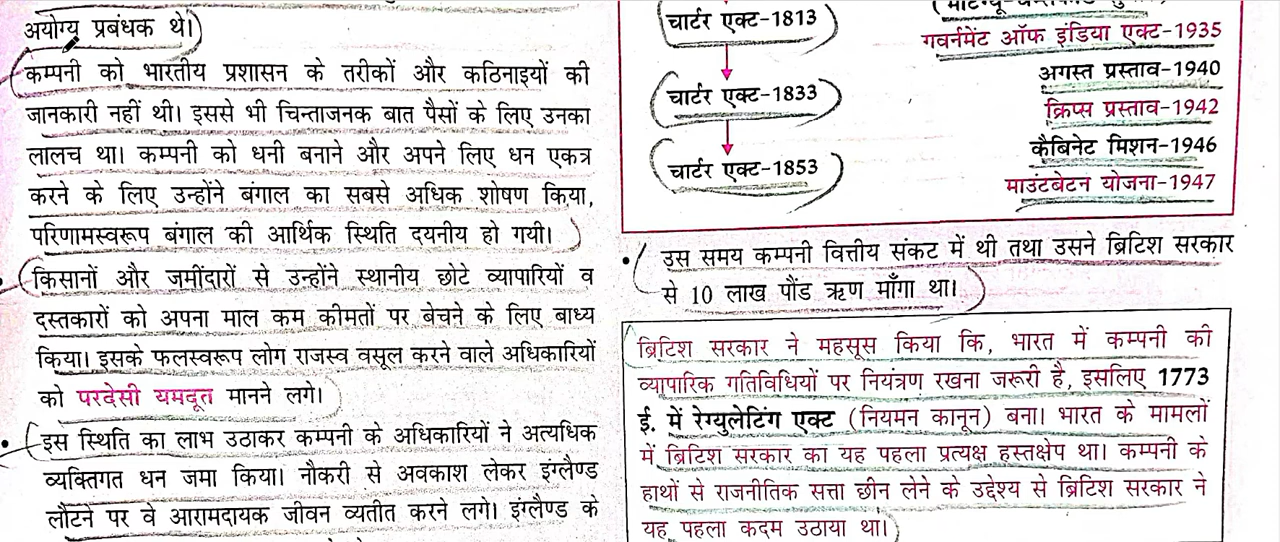 अयोग्य प्रबंधक थे।
कम्पनी को भारतीय प्रशासन के तरीकों और कठिनाइयों की
जानकारी नहीं थी। इससे भी चिन्ताजनक बात पैसों के लिए उनका
लालच था। कम्पनी को धनी बनाने और अपने लिए धन एकत्र
करने के लिए उन्होंने बंगाल का सबसे अधिक शोषण किया,
परिणामस्वरूप बंगाल की आर्थिक स्थिति दयनीय हो गयी।
किसानों और जमींदारों से उन्होंने स्थानीय छोटे व्यापारियों व
दस्तकारों को अपना माल कम कीमतों पर बेचने के लिए बाध्य
किया। इसके फलस्वरूप लोग राजस्व वसूल करने वाले अधिकारियों
को परदेसी यमदूत मानने लगे।
• इस स्थिति का लाभ उठाकर कम्पनी के अधिकारियों ने अत्यधिक
व्यक्तिगत धन जमा किया। नौकरी से अवकाश लेकर इंग्लैण्ड
लौटने पर वे आरामदायक जीवन व्यतीत करने लगे। इंग्लैण्ड के
चार्टर एक्ट-1813
चार्टर एक्ट-1833
चार्टर एक्ट-1853
गवर्नमेंट ऑफ इंडिया एक्ट-1935
अगस्त प्रस्ताव-1940
क्रिप्स प्रस्ताव-1942
कैबिनेट मिशन-1946
माउंटबेटन योजना-1947
• उस समय कम्पनी वित्तीय संकट में थी तथा उसने ब्रिटिश सरकार
से 10 लाख पौंड ऋण माँगा था।
ब्रिटिश सरकार ने महसूस किया कि, भारत में कम्पनी की
व्यापारिक गतिविधियों पर नियंत्रण रखना जरूरी है, इसलिए 1773
ई. में रेग्युलेटिंग एक्ट (नियमन कानून) बना। भारत के मामलों
में ब्रिटिश सरकार का यह पहला प्रत्यक्ष हस्तक्षेप था। कम्पनी के
हाथों से राजनीतिक सत्ता छीन लेने के उद्देश्य से ब्रिटिश सरकार ने
यह पहला कदम उठाया था।